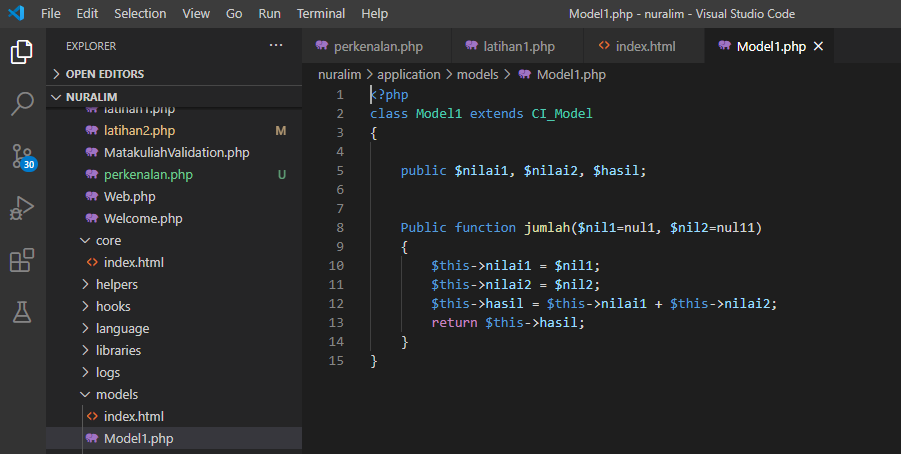 File Edit Selection View Go Run Terminal Help Model1.php - nuralim - Visual Studio Code
EXPLORER ...
OPEN EDITORS
NURALIM
latihan1.php
latihan2.php M
MatakuliahValidation.php
perkenalan.php U
Web.php
Welcome.php
core
<> index.html
helpers
hooks
language
libraries
logs
models
<> index.html
Model1.php
30
perkenalan.php latihan1.php <> index.html Model1.php
nuralim > application > models > Model1.php
1 <?php
2 class Model1 extends CI_Model
3 {
4
5 public $nilai1, $nilai2, $hasil;
6
7
8 Public function jumlah($nil1=nul1, $nil2=nul11)
9 {
10 $this->nilai1 = $nil1;
11 $this->nilai2 = $nil2;
12 $this->hasil = $this->nilai1 + $this->nilai2;
13 return $this->hasil;
14 }
15 }